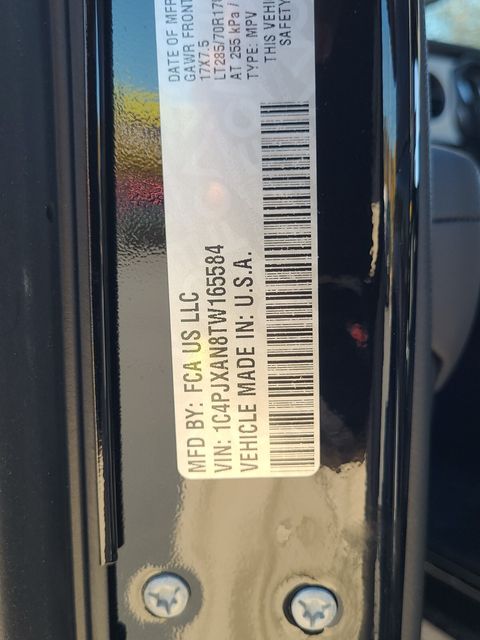 MFD BY: FCA US LLC
VIN: 1C4PJXAN8TW165584
VEHICLE MADE IN: U.S.A.
DATE OF MFR
GAWR FRONT
17X7.5
LT285/70R17
AT 255 kPa /
TYPE: MPV
THIS VEHI
SAFETY